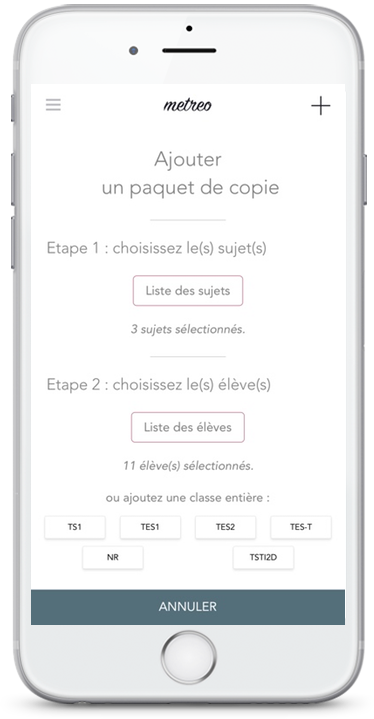 metreo
Ajouter
un paquet de copie
Etape 1 : choisissez le(s) sujet(s)
Liste des sujets
3 sujets sélectionnés.
Etape 2 : choisissez le(s) élève(s)
Liste des élèves
11 élève(s) sélectionnés.
ou ajoutez une classe entière :
TS1 TES1 TES2 TES-T
NR TSTI2D
ANNULER